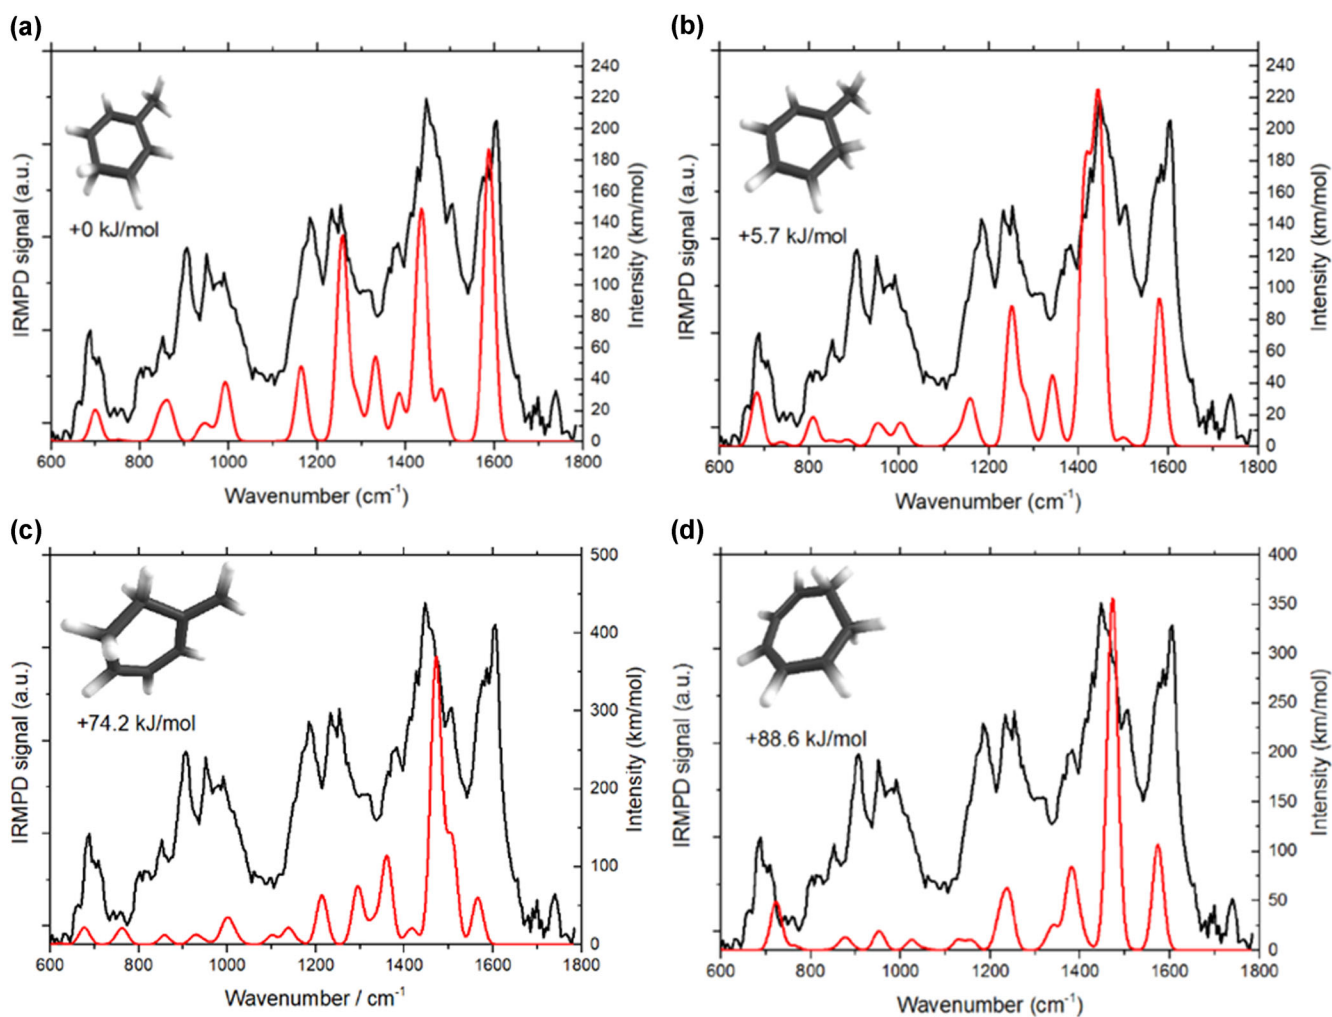 (a)
IRMPD signal (a.u.)
+0 kJ/mol
240
220
200
180
160
140
120
100
80
60
40
20
0
Intensity (km/mol)
600 800 1000 1200 1400 1600 1800
Wavenumber (cm-1)
(b)
IRMPD signal (a.u.)
+5.7 kJ/mol
240
220
200
180
160
140
120
100
80
60
40
20
0
Intensity (km/mol)
600 800 1000 1200 1400 1600 1800
Wavenumber (cm-1)
(c)
IRMPD signal (a.u.)
+74.2 kJ/mol
500
400
300
200
100
0
Intensity (km/mol)
600 800 1000 1200 1400 1600 1800
Wavenumber / cm-1
(d)
IRMPD signal (a.u.)
+88.6 kJ/mol
400
350
300
250
200
150
100
50
0
Intensity (km/mol)
600 800 1000 1200 1400 1600 1800
Wavenumber (cm-1)